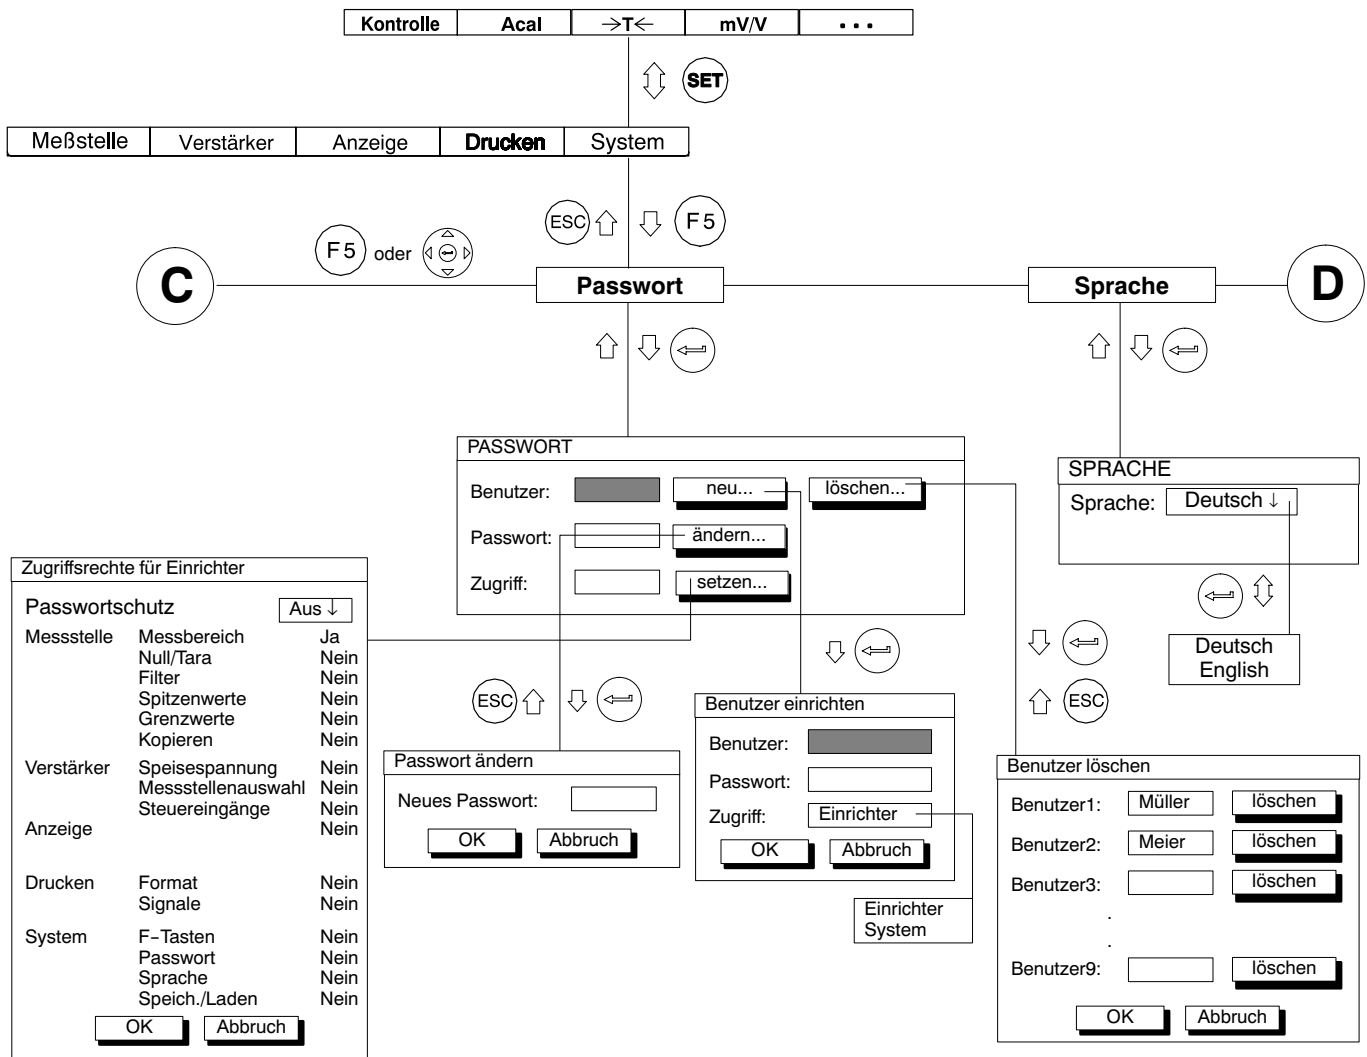 Kontrolle Acal →T← mV/V ...
SET
Meßstelle Verstärker Anzeige Drucken System
ESC F5
F5 oder
C Passwort Sprache D
PASSWORT
Benutzer: neu... löschen...
Passwort: ändern...
Zugriff: setzen...
SPRACHE
Sprache: Deutsch ↓
Deutsch
English
Zugriffsrechte für Einrichter
Passwortschutz Aus ↓
Messstelle Messbereich Ja
Null/Tara Nein
Filter Nein
Spitzenwerte Nein
Grenzwerte Nein
Kopieren Nein
Verstärker Speisespannung Nein
Messstellenauswahl Nein
Steuereingänge Nein
Anzeige Nein
Drucken Format Nein
Signale Nein
System F-Tasten Nein
Passwort Nein
Sprache Nein
Speich./Laden Nein
OK Abbruch
ESC
Passwort ändern
Neues Passwort:
OK Abbruch
Benutzer einrichten
Benutzer:
Passwort:
Zugriff: Einrichter
OK Abbruch
Einrichter
System
ESC
Benutzer löschen
Benutzer1: Müller löschen
Benutzer2: Meier löschen
Benutzer3: löschen
.
.
Benutzer9: löschen
OK Abbruch